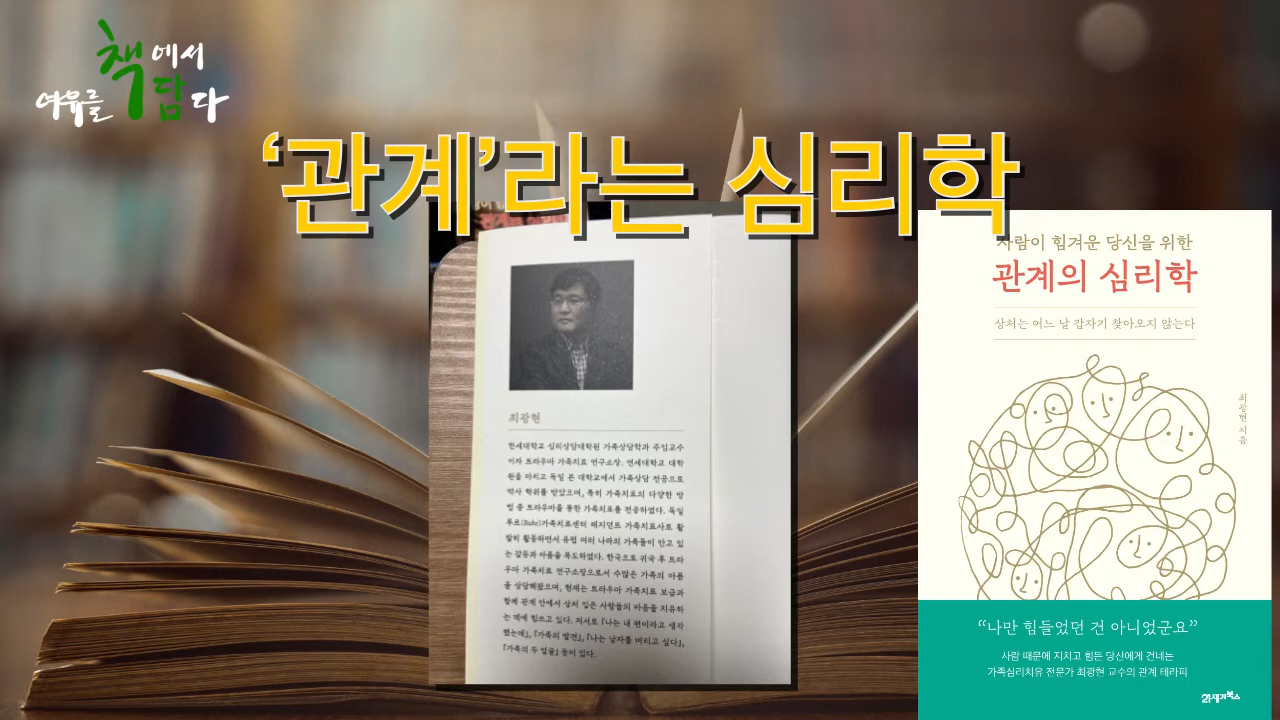 책에서
여유를 담다
‘관계’라는 심리학
최광현
한세대학교 심리상담대학원 가족상담학과 주임교수
이자 트라우마 가족치료 연구소장. 연세대학교 대학
원을 마치고 독일 본 대학교에서 가족상담 전공으로
박사 학위를 받았으며, 특히 가족치료의 다양한 방
법 중 트라우마를 통한 가족치료를 전공하였다. 독일
루르(Ruhr)가족치료센터 레지던트 가족치료사로 활
발히 활동하면서 유럽 여러 나라의 가족들이 안고 있
는 갈등과 아픔을 목도하였다. 한국으로 귀국 후 트라
우마 가족치료 연구소장으로서 수많은 가족의 아픔
을 상담해왔으며, 현재는 트라우마 가족치료 보급과
함께 관계 안에서 상처 입은 사람들의 마음을 치유하
는 데에 힘쓰고 있다. 저서로 『나는 내 편이라고 생각
했는데』, 『가족의 발견』, 『나는 남자를 버리고 싶다』,
『가족의 두 얼굴』 등이 있다.
사람이 힘겨운 당신을 위한
관계의 심리학
상처는 어느 날 갑자기 찾아오지 않는다
최광현 지음
“나만 힘들었던 건 아니었군요”
사람 때문에 지치고 힘든 당신에게 건네는
가족심리치유 전문가 최광현 교수의 관계 테라피
21세기북스